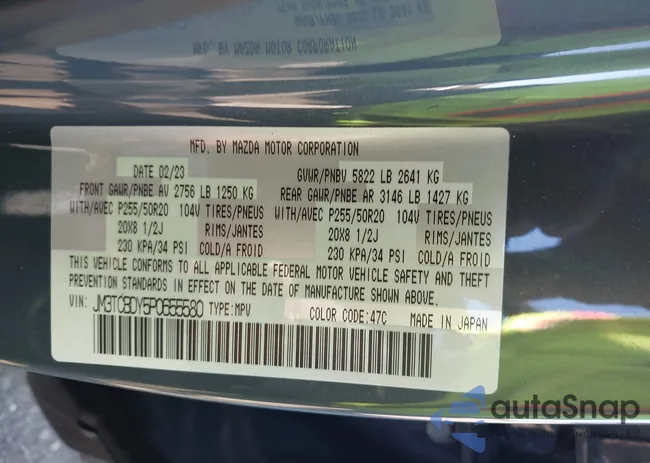 MFD. BY MAZDA MOTOR CORPORATION
DATE 02/23 GVWR/PNBV 5822 LB 2641 KG
FRONT GAWR/PNBE AV 2756 LB 1250 KG REAR GAWR/PNBE AR 3146 LB 1427 KG
WITH/AVEC P255/50R20 104V TIRES/PNEUS WITH/AVEC P255/50R20 104V TIRES/PNEUS
20X8 1/2J RIMS/JANTES 20X8 1/2J RIMS/JANTES
230 KPA/34 PSI COLD/A FROID 230 KPA/34 PSI COLD/A FROID
THIS VEHICLE CONFORMS TO ALL APPLICABLE FEDERAL MOTOR VEHICLE SAFETY AND THEFT
PREVENTION STANDARDS IN EFFECT ON THE DATE OF MANUFACTURE SHOWN ABOVE.
VIN: TYPE:MPV COLOR CODE:47C MADE IN JAPAN
autaSnap